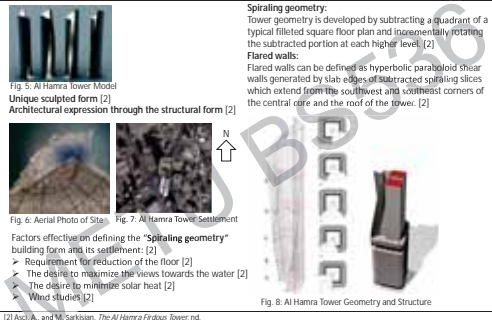 Fig. 5: Al Hamra Tower Model
Unique sculpted form [2]
Architectural expression through the structural form [2]
Fig. 6: Aerial Photo of Site
Fig. 7: Al Hamra Tower Settlement
N
Factors effective on defining the "Spiraling geometry"
building form and its settlement: [2]
➢ Requirement for reduction of the floor [2]
➢ The desire to maximize the views towards the water [2]
➢ The desire to minimize solar heat [2]
➢ Wind studies [2]
Spiraling geometry:
Tower geometry is developed by subtracting a quadrant of a
typical filleted square floor plan and incrementally rotating
the subtracted portion at each higher level. [2]
Flared walls:
Flared walls can be defined as hyperbolic paraboloid shear
walls generated by slab edges of subtracted spiraling slices
which extend from the southwest and southeast corners of
the central core and the roof of the tower. [2]
Fig. 8: Al Hamra Tower Geometry and Structure
[2] Asci, A., and M. Sarkisian, The Al Hamra Firdous Tower, nd.
METU BS536